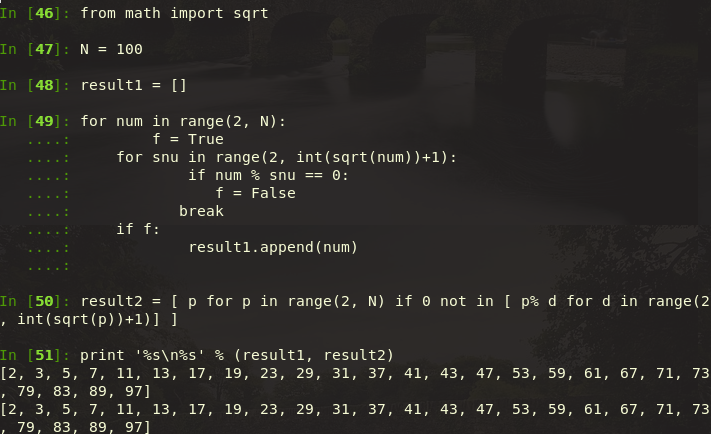 In [46]: from math import sqrt
In [47]: N = 100
In [48]: result1 = []
In [49]: for num in range(2, N):
   ....:         f = True
   ....:     for snu in range(2, int(sqrt(num))+1):
   ....:             if num % snu == 0:
   ....:                f = False
   ....:            break
   ....:     if f:
   ....:             result1.append(num)
   ....:
In [50]: result2 = [ p for p in range(2, N) if 0 not in [ p% d for d in range(2
, int(sqrt(p))+1)] ]
In [51]: print '%s\n%s' % (result1, result2)
[2, 3, 5, 7, 11, 13, 17, 19, 23, 29, 31, 37, 41, 43, 47, 53, 59, 61, 67, 71, 73
, 79, 83, 89, 97]
[2, 3, 5, 7, 11, 13, 17, 19, 23, 29, 31, 37, 41, 43, 47, 53, 59, 61, 67, 71, 73
, 79, 83, 89, 97]